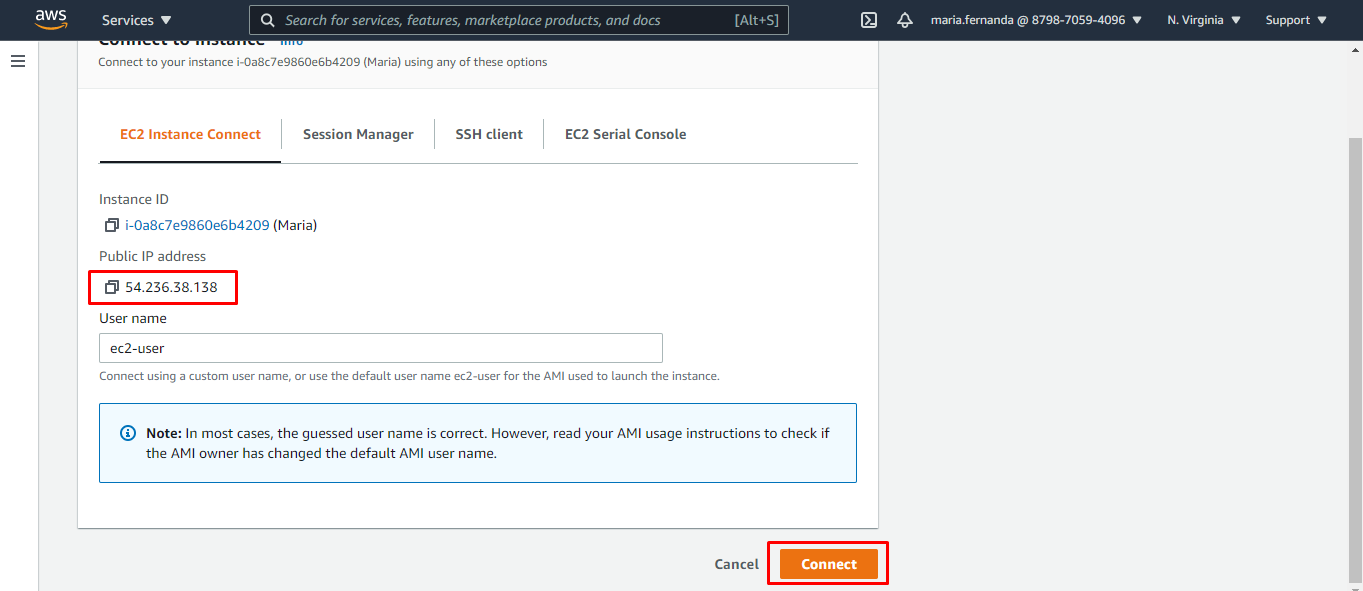 aws Services Search for services, features, marketplace products, and docs [Alt+S] maria.fernanda @ 8798-7059-4096 N. Virginia Support
Connect to instance Info
Connect to your instance i-0a8c7e9860e6b4209 (Maria) using any of these options
EC2 Instance Connect Session Manager SSH client EC2 Serial Console
Instance ID
i-0a8c7e9860e6b4209 (Maria)
Public IP address
54.236.38.138
User name
ec2-user
Connect using a custom user name, or use the default user name ec2-user for the AMI used to launch the instance.
Note: In most cases, the guessed user name is correct. However, read your AMI usage instructions to check if
the AMI owner has changed the default AMI user name.
Cancel Connect